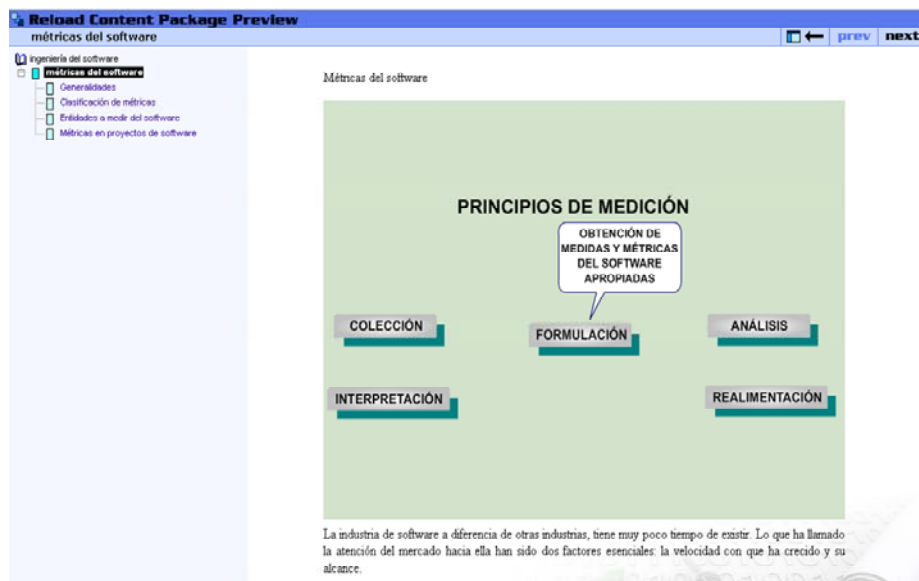 Reload Content Package Preview
métricas del software
prev next
ingeniería del software
métricas del software
Generalidades
Clasificación de métricas
Entidades a medir del software
Métricas en proyectos de software
Métricas del software
PRINCIPIOS DE MEDICIÓN
OBTENCIÓN DE
MEDIDAS Y MÉTRICAS
DEL SOFTWARE
APROPIADAS
COLECCIÓN
FORMULACIÓN
ANÁLISIS
INTERPRETACIÓN
REALIMENTACIÓN
La industria de software a diferencia de otras industrias, tiene muy poco tiempo de existir. Lo que ha llamado
la atención del mercado hacia ella han sido dos factores esenciales: la velocidad con que ha crecido y su
alcance.